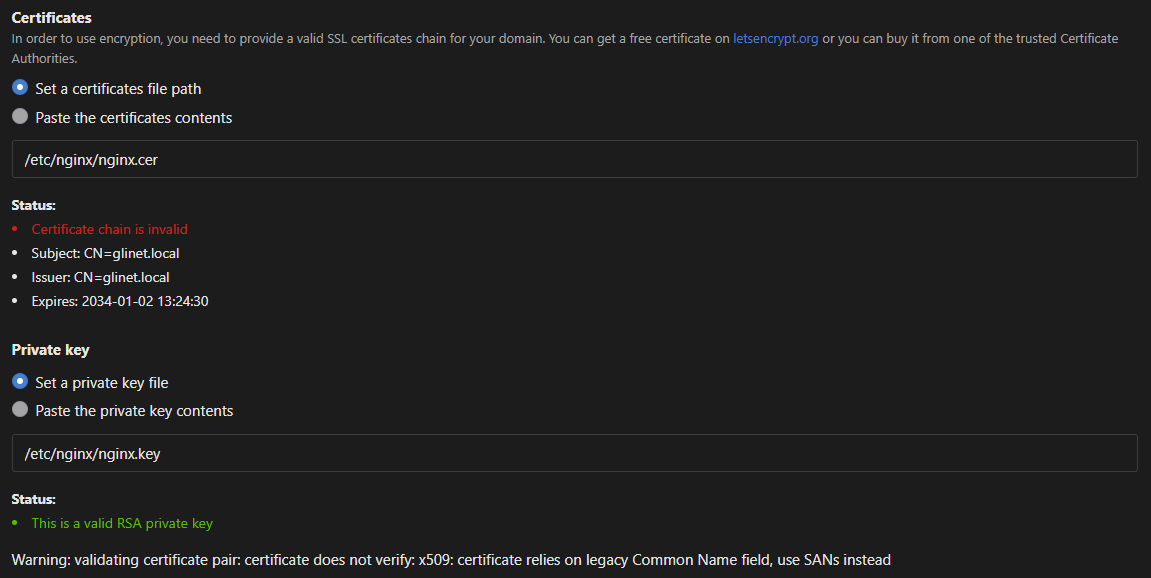 Certificates
In order to use encryption, you need to provide a valid SSL certificates chain for your domain. You can get a free certificate on letsencrypt.org or you can buy it from one of the trusted Certificate
Authorities.
Set a certificates file path
Paste the certificates contents
/etc/nginx/nginx.cer
Status:
Certificate chain is invalid
Subject: CN=glinet.local
Issuer: CN=glinet.local
Expires: 2034-01-02 13:24:30
Private key
Set a private key file
Paste the private key contents
/etc/nginx/nginx.key
Status:
This is a valid RSA private key
Warning: validating certificate pair: certificate does not verify: x509: certificate relies on legacy Common Name field, use SANs instead